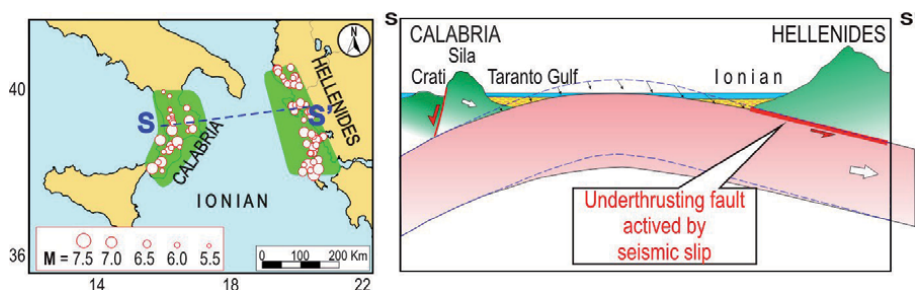 N
40
36
14
18
22
HELLENIDES
S
S'
CALABRIA
IONIAN
M = 7.5 7.0 6.5 6.0 5.5
0 100 200 Km
S
S'
CALABRIA
HELLENIDES
Sila
Crati
Taranto Gulf
Ionian
Underthrusting fault
actived by
seismic slip